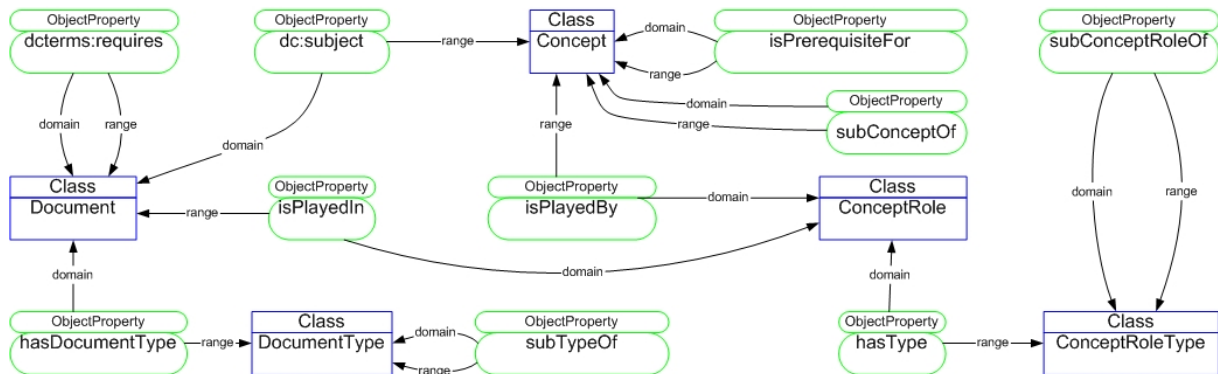 ObjectProperty
dcterms:requires
ObjectProperty
dc:subject
range
Class
Concept
domain
range
ObjectProperty
isPrerequisiteFor
ObjectProperty
subConceptRoleOf
domain
range
ObjectProperty
subConceptOf
domain
range
domain
range
Class
Document
range
ObjectProperty
isPlayedIn
ObjectProperty
isPlayedBy
domain
Class
ConceptRole
domain
range
domain
domain
domain
ObjectProperty
hasDocumentType
range
Class
DocumentType
domain
range
ObjectProperty
subTypeOf
ObjectProperty
hasType
range
Class
ConceptRoleType